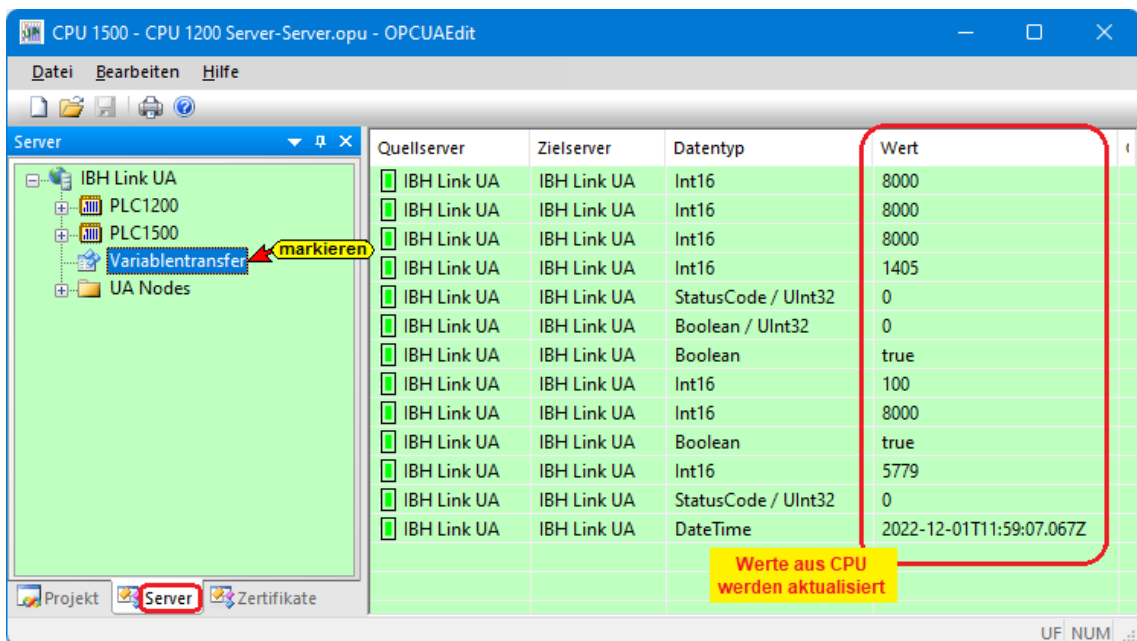 CPU 1500 - CPU 1200 Server-Server.opu - OPCUAEdit
Datei Bearbeiten Hilfe
Server
IBH Link UA
PLC1200
PLC1500
Variablentransfer
markieren
UA Nodes
Quellserver Zielserver Datentyp Wert
IBH Link UA IBH Link UA Int16 8000
IBH Link UA IBH Link UA Int16 8000
IBH Link UA IBH Link UA Int16 8000
IBH Link UA IBH Link UA Int16 1405
IBH Link UA IBH Link UA StatusCode / UInt32 0
IBH Link UA IBH Link UA Boolean / UInt32 0
IBH Link UA IBH Link UA Boolean true
IBH Link UA IBH Link UA Int16 100
IBH Link UA IBH Link UA Int16 8000
IBH Link UA IBH Link UA Boolean true
IBH Link UA IBH Link UA Int16 5779
IBH Link UA IBH Link UA StatusCode / UInt32 0
IBH Link UA IBH Link UA DateTime 2022-12-01T11:59:07.067Z
Werte aus CPU
werden aktualisiert
Projekt Server Zertifikate
UF NUM